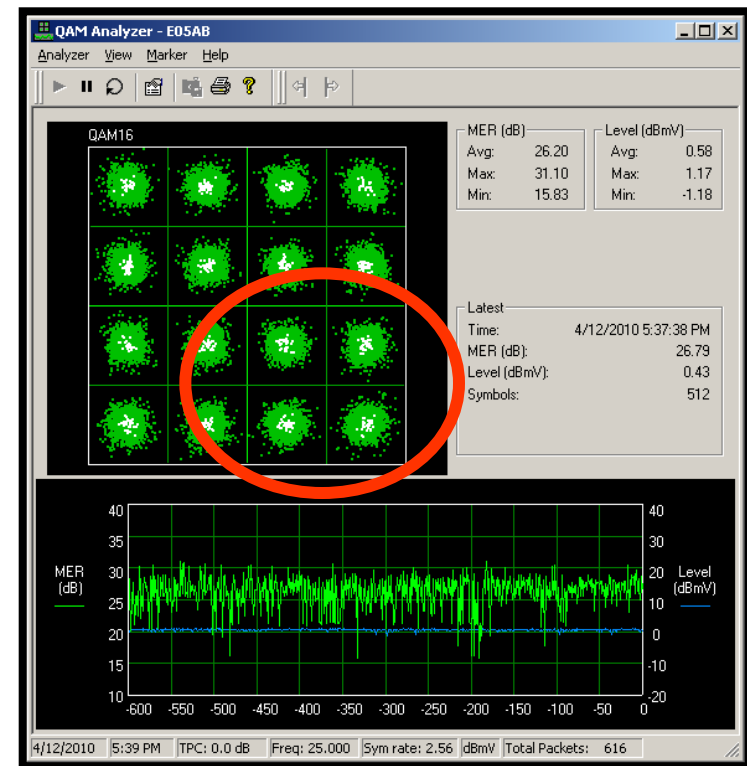 QAM Analyzer - E05AB
Analyzer View Marker Help
QAM16
MER (dB)
Avg: 26.20
Max: 31.10
Min: 15.83
Level (dBmV)
Avg: 0.58
Max: 1.17
Min: -1.18
Latest
Time: 4/12/2010 5:37:38 PM
MER (dB): 26.79
Level (dBmV): 0.43
Symbols: 512
MER
(dB)
40
35
30
25
20
15
10
40
30
20
10
0
-10
-20
Level
(dBmV)
-600 -550 -500 -450 -400 -350 -300 -250 -200 -150 -100 -50 0
4/12/2010 5:39 PM TPC: 0.0 dB Freq: 25.000 Sym rate: 2.56 dBmV Total Packets: 616